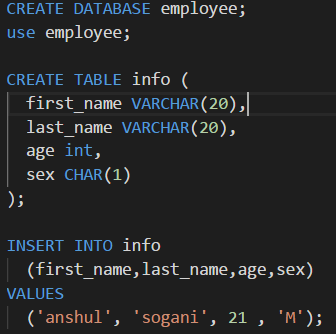 CREATE DATABASE employee;
use employee;
CREATE TABLE info (
first_name VARCHAR(20),
last_name VARCHAR(20),
age int,
sex CHAR(1)
);
INSERT INTO info
(first_name,last_name,age,sex)
VALUES
('anshul', 'sogani', 21 , 'M');